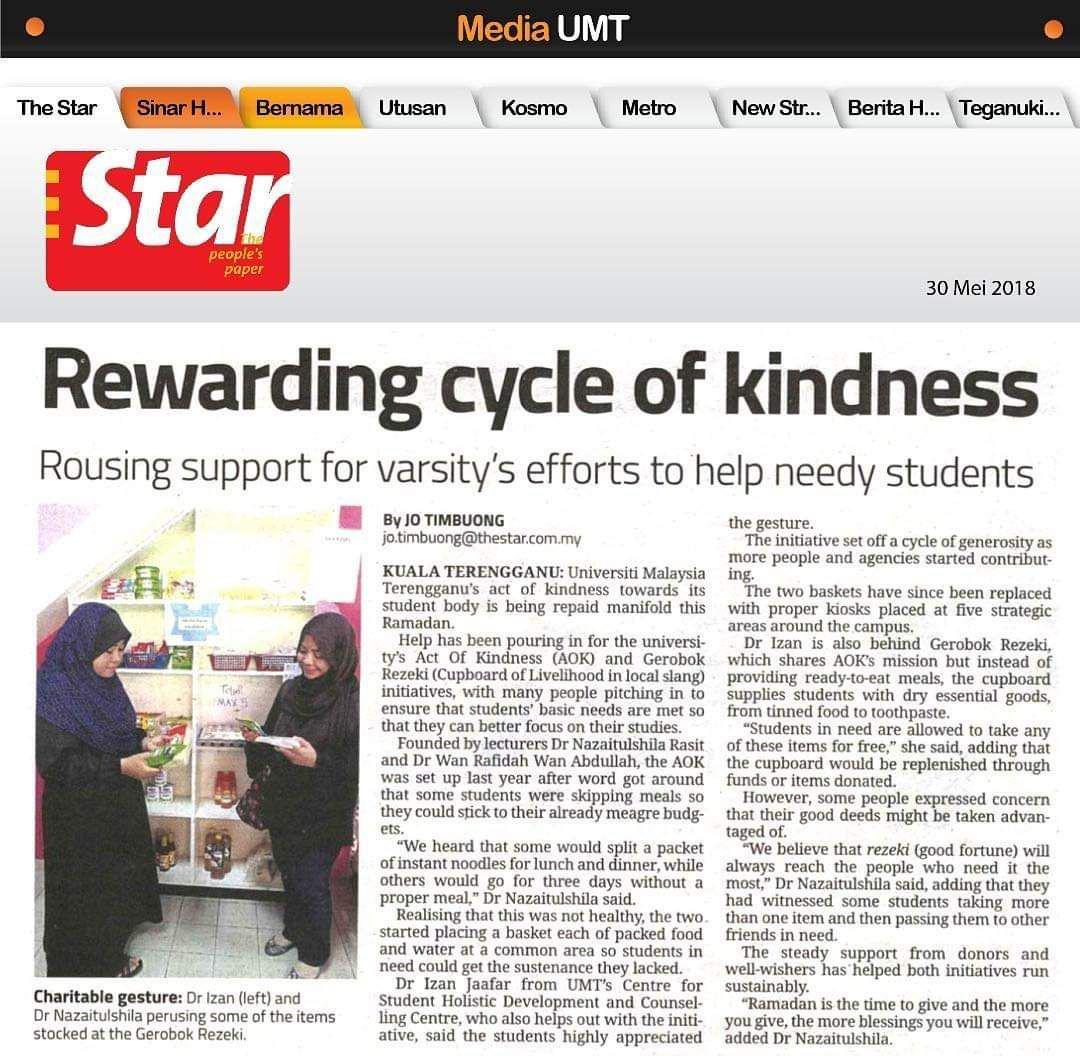 Media UMT
The Star
Sinar H...
Bernama
Utusan
Kosmo
Metro
New Str...
Berita H...
Teganuki...
Star
The
people's
paper
30 Mei 2018
Rewarding cycle of kindness
Rousing support for varsity's efforts to help needy students
TELUR
MAX 5
Charitable gesture: Dr Izan (left) and
Dr Nazaitulshila perusing some of the items
stocked at the Gerobok Rezeki.
By JO TIMBUONG
jo.timbuong@thestar.com.my
KUALA TERENGGANU: Universiti Malaysia
Terengganu's act of kindness towards its
student body is being repaid manifold this
Ramadan.
Help has been pouring in for the universi-
ty's Act Of Kindness (AOK) and Gerobok
Rezeki (Cupboard of Livelihood in local slang)
initiatives, with many people pitching in to
ensure that students' basic needs are met so
that they can better focus on their studies.
Founded by lecturers Dr Nazaitulshila Rasit
and Dr Wan Rafidah Wan Abdullah, the AOK
was set up last year after word got around
that some students were skipping meals so
they could stick to their already meagre budg-
ets.
"We heard that some would split a packet
of instant noodles for lunch and dinner, while
others would go for three days without a
proper meal," Dr Nazaitulshila said.
Realising that this was not healthy, the two
started placing a basket each of packed food
and water at a common area so students in
need could get the sustenance they lacked.
Dr Izan Jaafar from UMT's Centre for
Student Holistic Development and Counsel-
ling Centre, who also helps out with the initi-
ative, said the students highly appreciated
the gesture.
The initiative set off a cycle of generosity as
more people and agencies started contribut-
ing.
The two baskets have since been replaced
with proper kiosks placed at five strategic
areas around the campus.
Dr Izan is also behind Gerobok Rezeki,
which shares AOK's mission but instead of
providing ready-to-eat meals, the cupboard
supplies students with dry essential goods,
from tinned food to toothpaste.
"Students in need are allowed to take any
of these items for free," she said, adding that
the cupboard would be replenished through
funds or items donated.
However, some people expressed concern
that their good deeds might be taken advan-
taged of.
"We believe that rezeki (good fortune) will
always reach the people who need it the
most," Dr Nazaitulshila said, adding that they
had witnessed some students taking more
than one item and then passing them to other
friends in need.
The steady support from donors and
well-wishers has helped both initiatives run
sustainably.
"Ramadan is the time to give and the more
you give, the more blessings you will receive,"
added Dr Nazaitulshila.